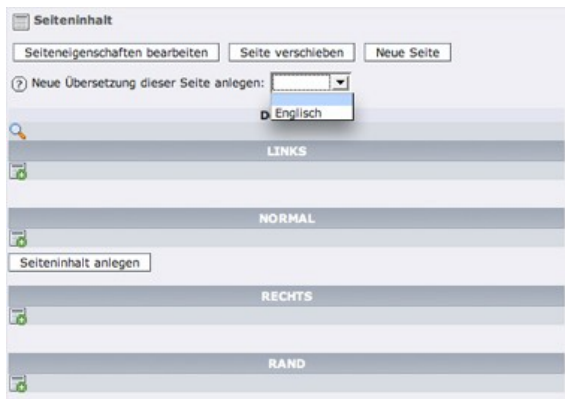 Seiteninhalt
Seiteneigenschaften bearbeiten Seite verschieben Neue Seite
? Neue Übersetzung dieser Seite anlegen:
Englisch
LINKS
NORMAL
Seiteninhalt anlegen
RECHTS
RAND